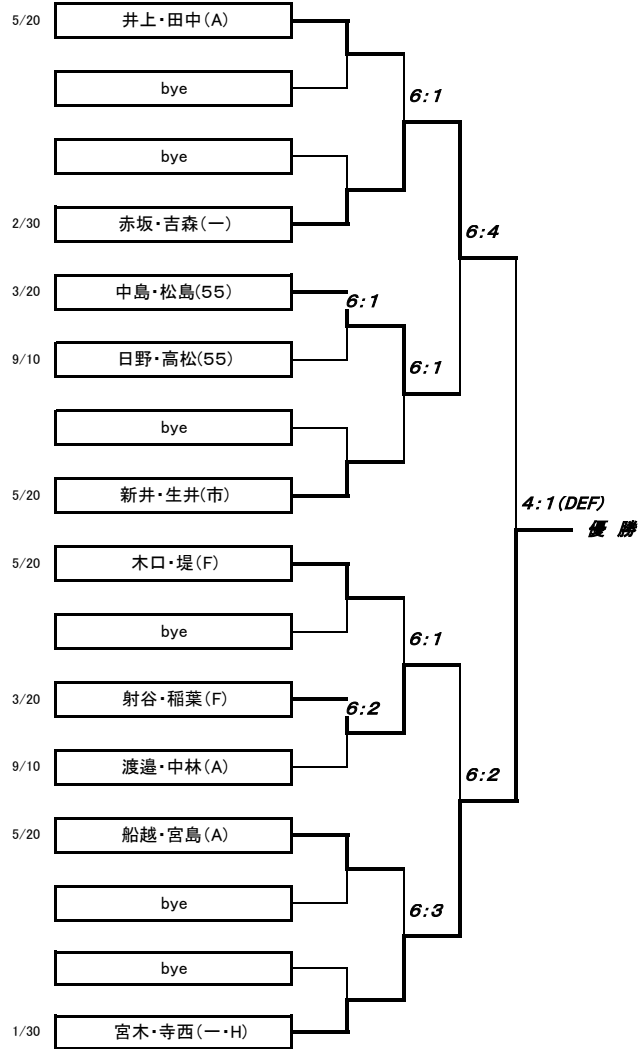 5/20 井上・田中(A)
bye
6:1
bye
2/30 赤坂・吉森(一)
6:4
3/20 中島・松島(55)
6:1
9/10 日野・高松(55)
6:1
bye
5/20 新井・生井(市)
4:1(DEF)
優 勝
5/20 木口・堤(F)
bye
6:1
3/20 射谷・稲葉(F)
6:2
9/10 渡邉・中林(A)
6:2
5/20 船越・宮島(A)
bye
6:3
bye
1/30 宮木・寺西(一・H)